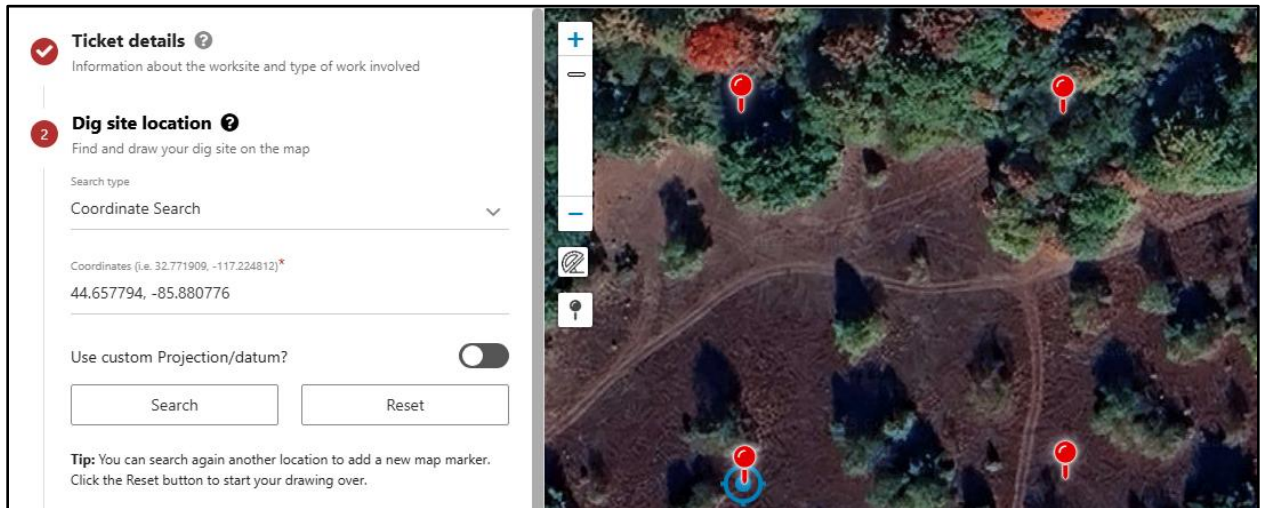 Ticket details ?
Information about the worksite and type of work involved
2 Dig site location ?
Find and draw your dig site on the map
Search type
Coordinate Search
Coordinates (i.e. 32.771909, -117.224812)*
44.657794, -85.880776
Use custom Projection/datum?
Search Reset
Tip: You can search again another location to add a new map marker.
Click the Reset button to start your drawing over.